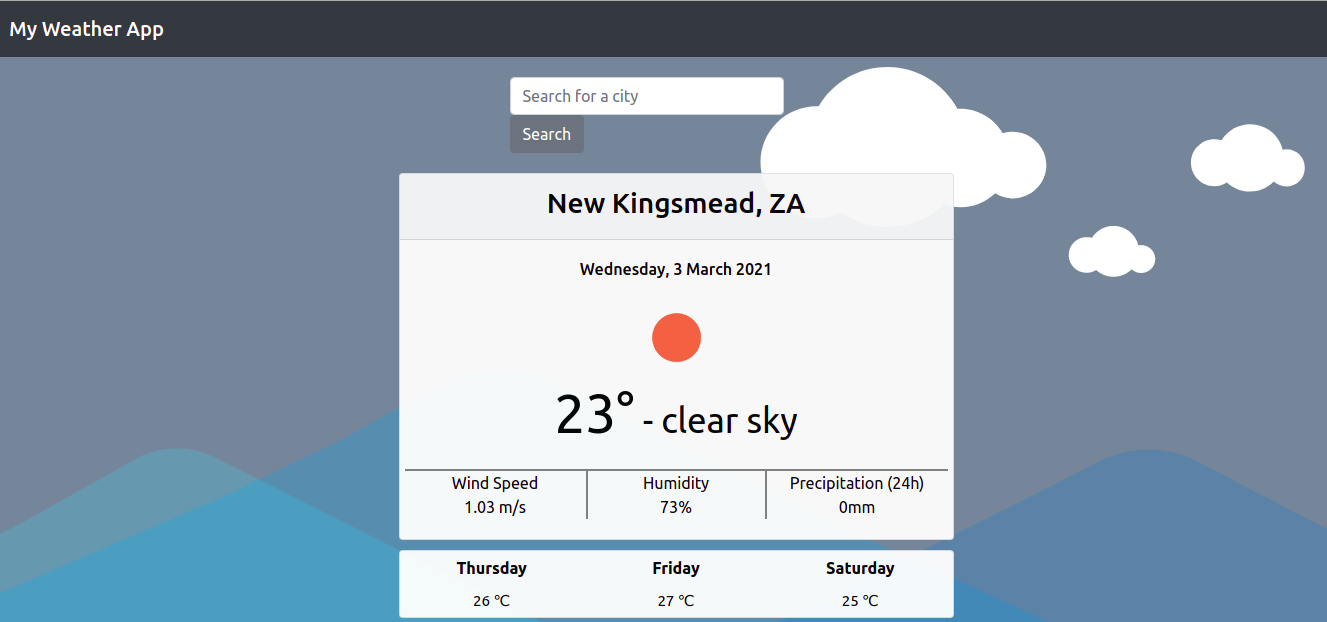 My Weather App
Search for a city
Search
New Kingsmead, ZA
Wednesday, 3 March 2021
23° - clear sky
Wind Speed Humidity Precipitation (24h)
1.03 m/s 73% 0mm
Thursday Friday Saturday
26 ℃ 27 ℃ 25 ℃